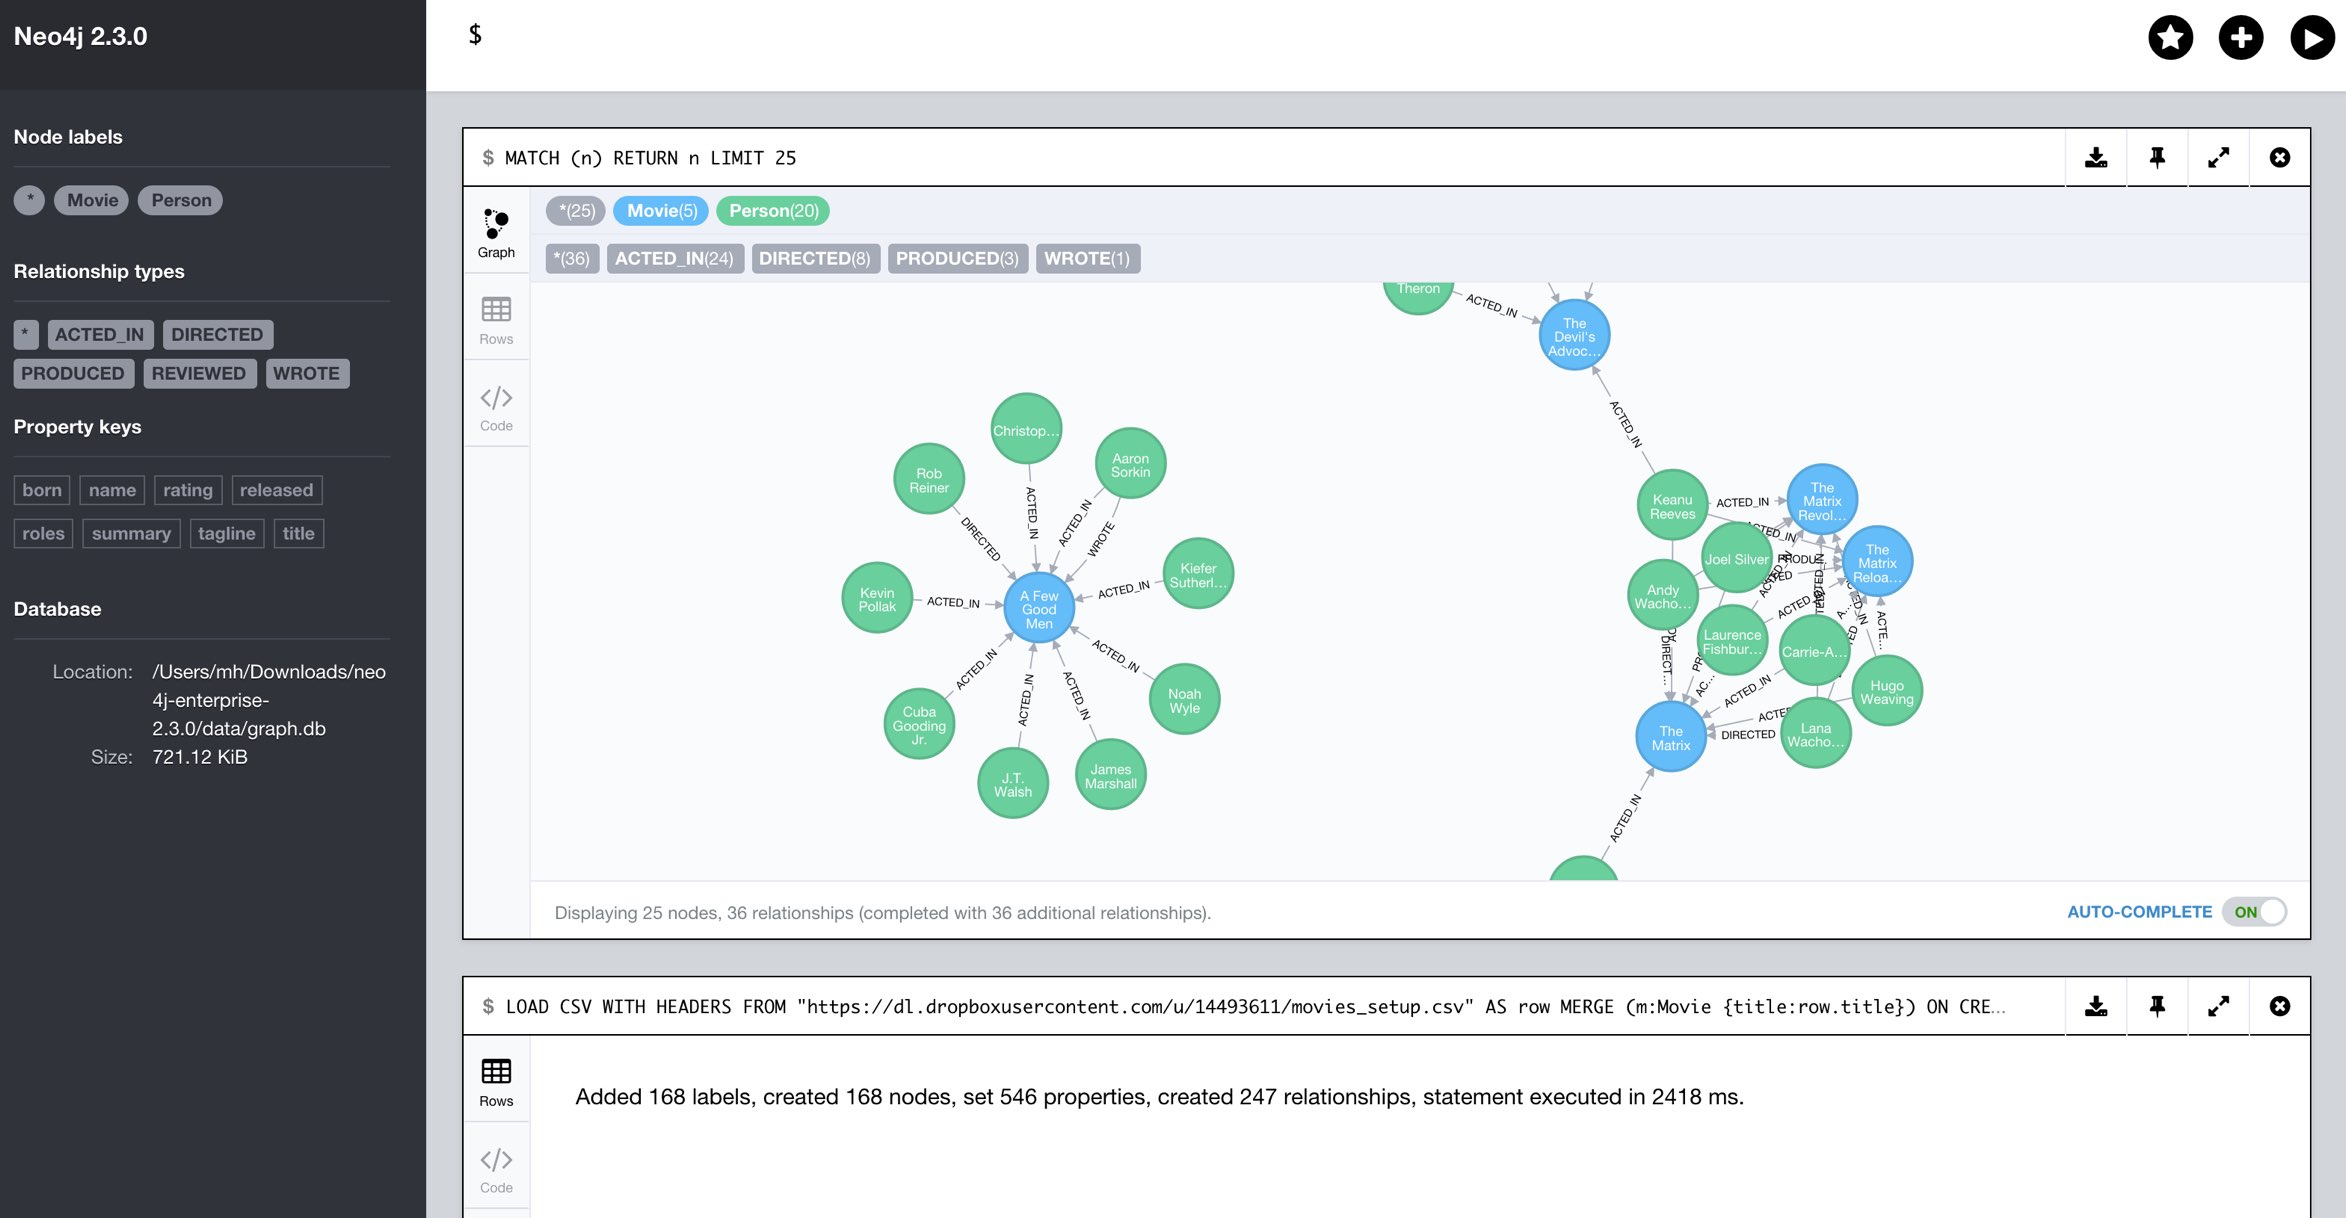 Neo4j 2.3.0
$
Node labels
* Movie Person
Relationship types
* ACTED_IN DIRECTED
PRODUCED REVIEWED WROTE
Property keys
born name rating released
roles summary tagline title
Database
Location: /Users/mh/Downloads/neo
4j-enterprise-
2.3.0/data/graph.db
Size: 721.12 KiB
$ MATCH (n) RETURN n LIMIT 25
Graph
Rows
Code
*(25) Movie(5) Person(20)
*(36) ACTED_IN(24) DIRECTED(8) PRODUCED(3) WROTE(1)
Theron
ACTED_IN
The
Devil's
Advoc...
ACTED_IN
Christop...
Rob
Reiner
Aaron
Sorkin
Kevin
Pollak
Kiefer
Sutherl...
A Few
Good
Men
Cuba
Gooding
Jr.
J.T.
Walsh
James
Marshall
Noah
Wyle
DIRECTED
ACTED_IN
ACTED_IN
WROTE
ACTED_IN
ACTED_IN
ACTED_IN
ACTED_IN
ACTED_IN
ACTED_IN
Keanu
Reeves
ACTED_IN
The
Matrix
Revol...
Joel Silver
The
Matrix
Reloa...
Andy
Wacho...
Laurence
Fishbur...
Carrie-A...
Hugo
Weaving
Lana
Wacho...
The
Matrix
DIRECT...
ACTED_IN
ACTE...
DIRECTED
ACTED_IN
Displaying 25 nodes, 36 relationships (completed with 36 additional relationships).
AUTO-COMPLETE ON
$ LOAD CSV WITH HEADERS FROM "https://dl.dropboxusercontent.com/u/14493611/movies_setup.csv" AS row MERGE (m:Movie {title:row.title}) ON CRE...
Rows
Code
Added 168 labels, created 168 nodes, set 546 properties, created 247 relationships, statement executed in 2418 ms.